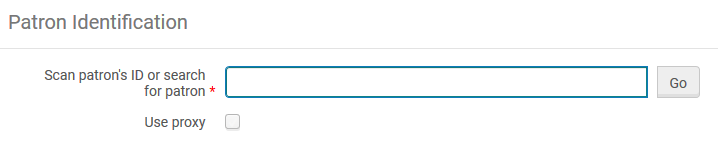 Patron Identification
Scan patron's ID or search
for patron *
Go
Use proxy